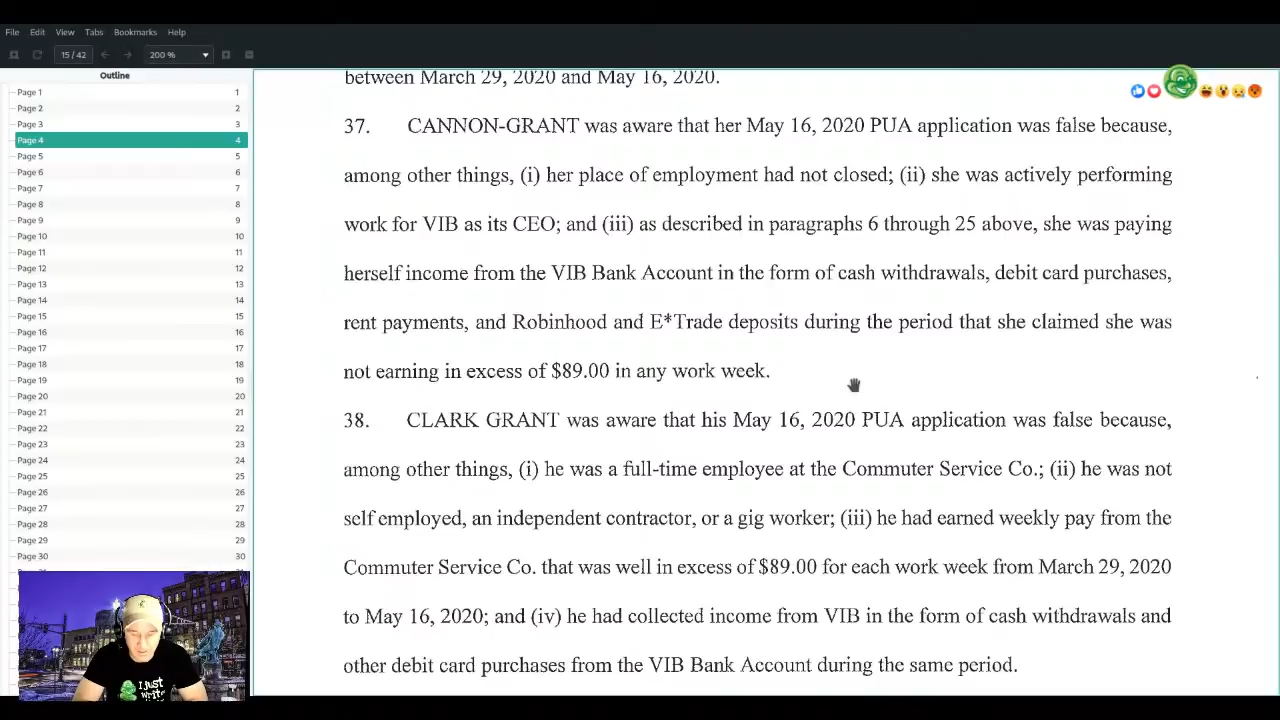 File Edit View Tabs Bookmarks Help
15 / 42 200 %
Outline
Page 1 1
Page 2 2
Page 3 3
Page 4 4
Page 5 5
Page 6 6
Page 7 7
Page 8 8
Page 9 9
Page 10 10
Page 11 11
Page 12 12
Page 13 13
Page 14 14
Page 15 15
Page 16 16
Page 17 17
Page 18 18
Page 19 19
Page 20 20
Page 21 21
Page 22 22
Page 23 23
Page 24 24
Page 25 25
Page 26 26
Page 27 27
Page 28 28
Page 29 29
Page 30 30
between March 29, 2020 and May 16, 2020.
37. CANNON-GRANT was aware that her May 16, 2020 PUA application was false because,
among other things, (i) her place of employment had not closed; (ii) she was actively performing
work for VIB as its CEO; and (iii) as described in paragraphs 6 through 25 above, she was paying
herself income from the VIB Bank Account in the form of cash withdrawals, debit card purchases,
rent payments, and Robinhood and E*Trade deposits during the period that she claimed she was
not earning in excess of $89.00 in any work week.
38. CLARK GRANT was aware that his May 16, 2020 PUA application was false because,
among other things, (i) he was a full-time employee at the Commuter Service Co.; (ii) he was not
self employed, an independent contractor, or a gig worker; (iii) he had earned weekly pay from the
Commuter Service Co. that was well in excess of $89.00 for each work week from March 29, 2020
to May 16, 2020; and (iv) he had collected income from VIB in the form of cash withdrawals and
other debit card purchases from the VIB Bank Account during the same period.
I just